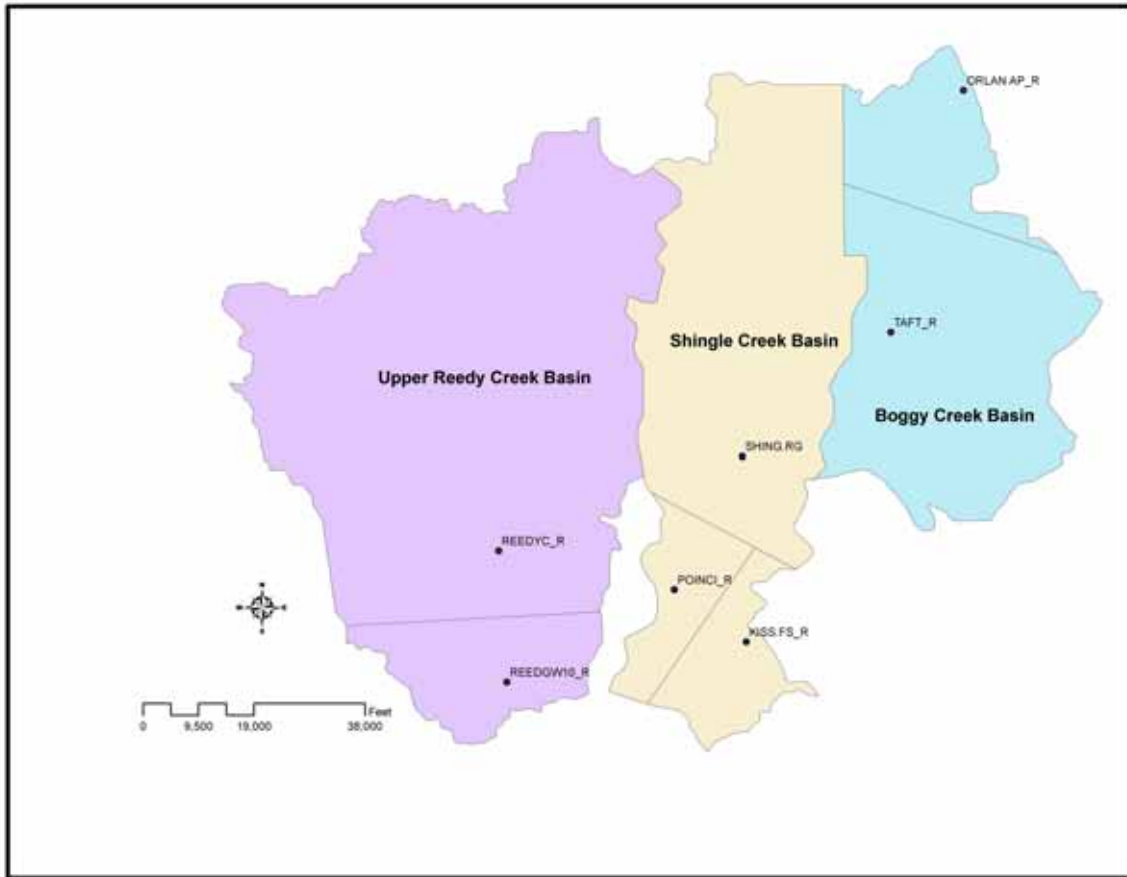 ORLAN AP_R
TAFT_R
Shingle Creek Basin
Upper Reedy Creek Basin
Boggy Creek Basin
SHING.RG
REEDYC_R
POINCI_R
KISS.FS_R
REEDGW10_R
Feet
0 9,500 19,000 38,000